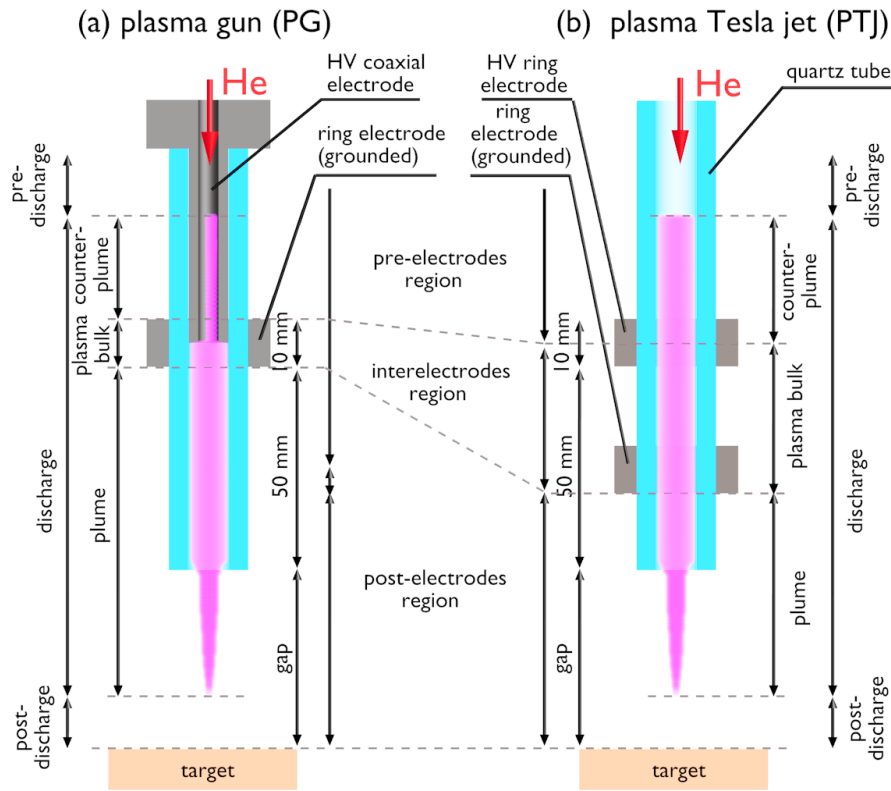 (a) plasma gun (PG)
(b) plasma Tesla jet (PTJ)
He
HV coaxial
electrode
ring electrode
(grounded)
HV ring
electrode
ring
electrode
(grounded)
He
quartz tube
pre-
discharge
counter-
plume
plasma
bulk
discharge
plume
post-
discharge
10 mm
50 mm
gap
pre-electrodes
region
interelectrodes
region
post-electrodes
region
10 mm
50 mm
gap
pre-
discharge
counter-
plume
plasma bulk
discharge
plume
post-
discharge
target
target